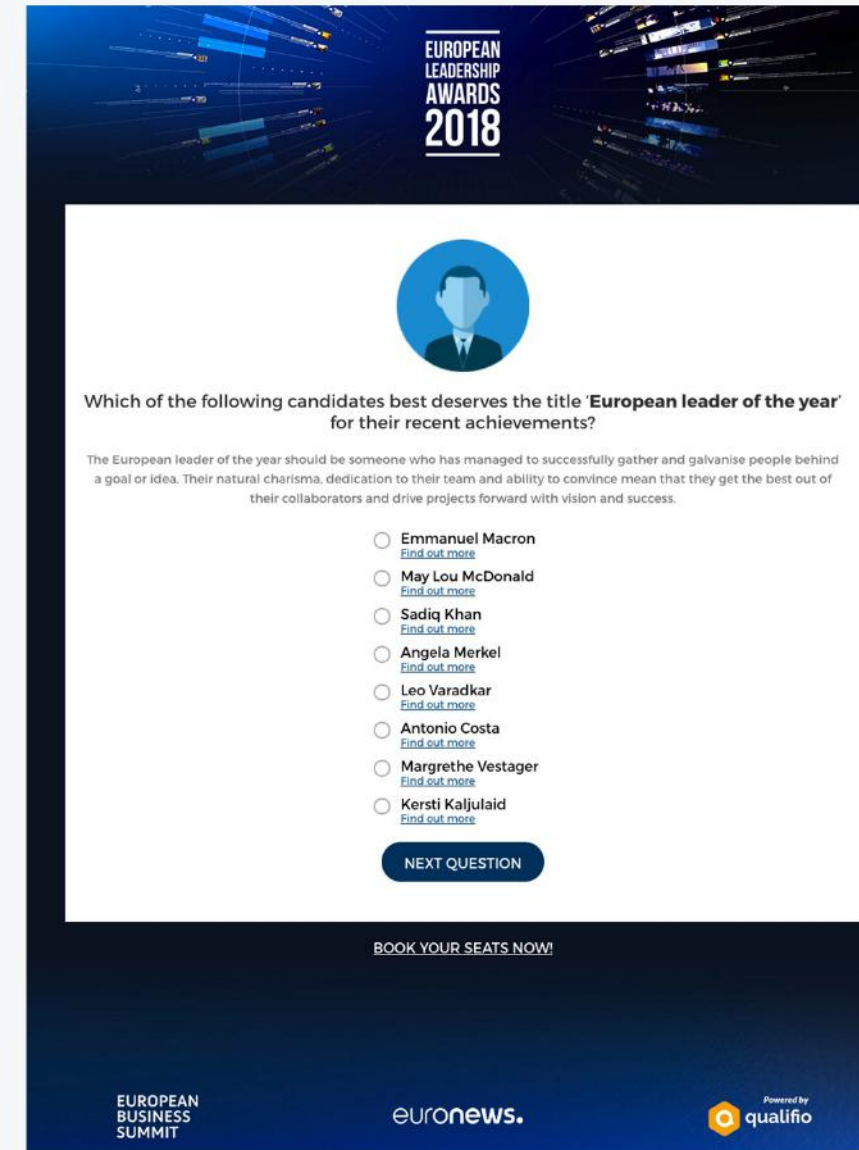 EUROPEAN
LEADERSHIP
AWARDS
2018
Which of the following candidates best deserves the title ‘European leader of the year’
for their recent achievements?
The European leader of the year should be someone who has managed to successfully gather and galvanise people behind
a goal or idea. Their natural charisma, dedication to their team and ability to convince mean that they get the best out of
their collaborators and drive projects forward with vision and success.
Emmanuel Macron
Find out more
May Lou McDonald
Find out more
Sadiq Khan
Find out more
Angela Merkel
Find out more
Leo Varadkar
Find out more
Antonio Costa
Find out more
Margrethe Vestager
Find out more
Kersti Kaljulaid
Find out more
NEXT QUESTION
BOOK YOUR SEATS NOW!
EUROPEAN
BUSINESS
SUMMIT
euronews.
Powered by
qualifio